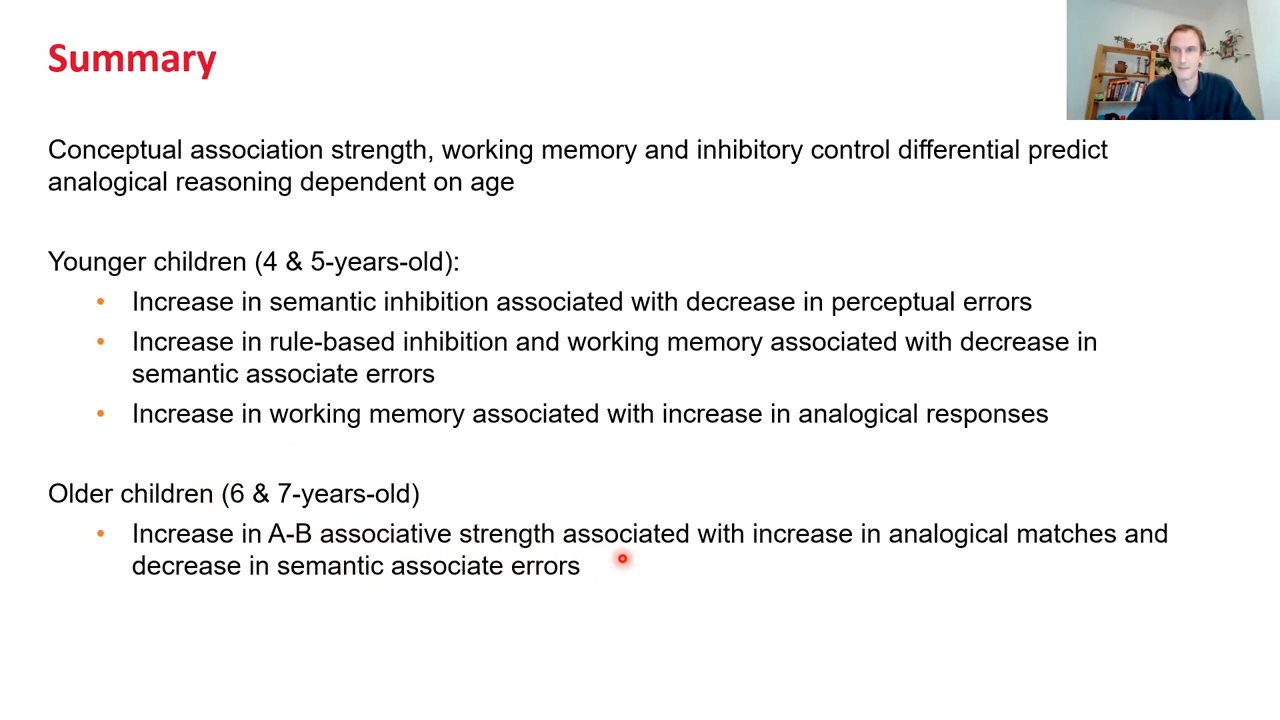 Summary
Conceptual association strength, working memory and inhibitory control differential predict
analogical reasoning dependent on age
Younger children (4 & 5-years-old):
• Increase in semantic inhibition associated with decrease in perceptual errors
• Increase in rule-based inhibition and working memory associated with decrease in
semantic associate errors
• Increase in working memory associated with increase in analogical responses
Older children (6 & 7-years-old)
• Increase in A-B associative strength associated with increase in analogical matches and
decrease in semantic associate errors